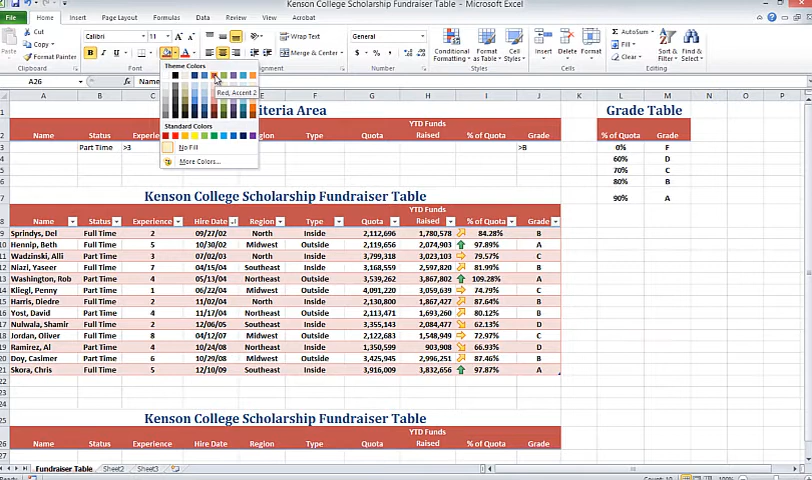 Kenson College Scholarship Fundraiser Table - Microsoft Excel
File Home Insert Page Layout Formulas Data Review View Acrobat
Cut
Copy
Format Painter
Calibri 11 Wrap Text General
Merge & Center
Conditional Formatting Format as Table Cell Styles Insert Delete Format Σ AutoSum Fill Clear Sort & Filter Find & Select
Cells Editing
A26 Name
Theme Colors
Red, Accent 2
Standard Colors
No Fill
More Colors...
A B C E F G H I J K L M N O P
Criteria Area Grade Table
Name Status Experience Type Quota YTD Funds Raised % of Quota Grade % of Quota Grade
Part Time >3 >B 0% F
60% D
70% C
80% B
Kenson College Scholarship Fundraiser Table 90% A
Name Status Experience Hire Date Region Type Quota YTD Funds Raised % of Quota Grade
Sprindys, Del Full Time 2 09/27/02 North Inside 2,112,696 1,780,578 84.28% B
Hennip, Beth Full Time 5 10/30/02 Midwest Outside 2,119,656 2,074,903 97.89% A
Wadzinski, Alli Part Time 3 11/03/02 North Inside 3,799,318 3,023,103 79.57% C
Niazi, Yaseer Full Time 7 04/15/04 Southeast Inside 3,168,559 2,597,820 81.99% B
Washington, Rob Part Time 4 05/13/04 Southeast Outside 3,539,262 3,867,802 109.28% A
Kliegl, Penny Full Time 1 06/22/04 Midwest Outside 4,091,220 3,059,639 74.79% C
Harris, Diedre Full Time 2 11/02/04 North Inside 2,130,800 1,867,427 87.64% B
Yost, David Part Time 4 11/17/04 Midwest Outside 2,113,471 1,693,260 80.12% B
Nulwala, Shamir Full Time 2 12/06/05 Southeast Inside 3,355,143 2,084,477 62.13% D
Jordan, Oliver Full Time 8 04/12/07 Midwest Outside 2,122,683 1,548,949 72.97% C
Ramirez, Al Part Time 4 10/24/08 Midwest Outside 1,350,599 903,908 66.93% D
Doy, Casimer Part Time 6 10/29/08 Midwest Outside 3,425,945 2,996,251 87.46% B
Skora, Chris Full Time 5 12/10/29 Southeast Inside 3,916,009 3,832,656 97.87% A
Kenson College Scholarship Fundraiser Table
Name Status Experience Hire Date Region Type Quota YTD Funds Raised % of Quota Grade
Fundraiser Table Sheet2 Sheet3